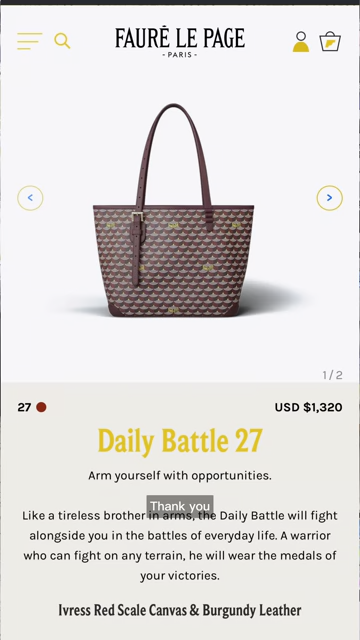 FAURÉ LE PAGE
- PARIS -
1 / 2
27
USD $1,320
Daily Battle 27
Arm yourself with opportunities.
Thank you
Like a tireless brother in arms, the Daily Battle will fight
alongside you in the battles of everyday life. A warrior
who can fight on any terrain, he will wear the medals of
your victories.
Ivress Red Scale Canvas & Burgundy Leather